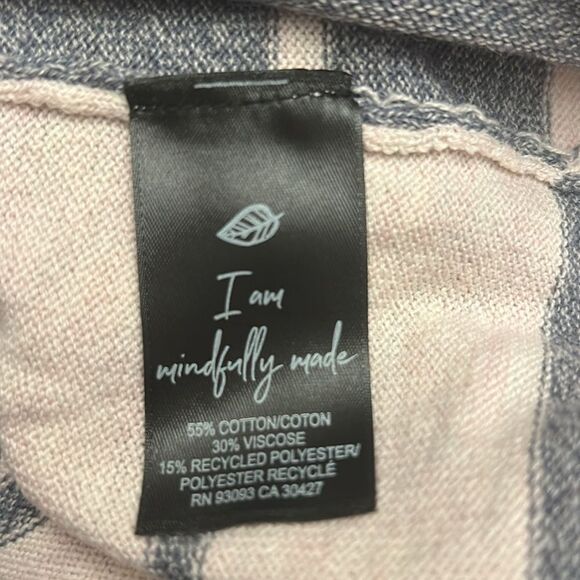 I am
mindfully made
55% COTTON/COTON
30% VISCOSE
15% RECYCLED POLYESTER/
POLYESTER RECYCLÉ
RN 93093 CA 30427